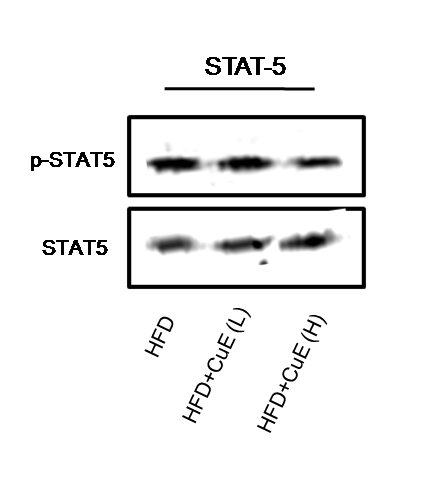 STAT-5
p-STAT5
STAT5
HFD
HFD+CuE (L)
HFD+CuE (H)